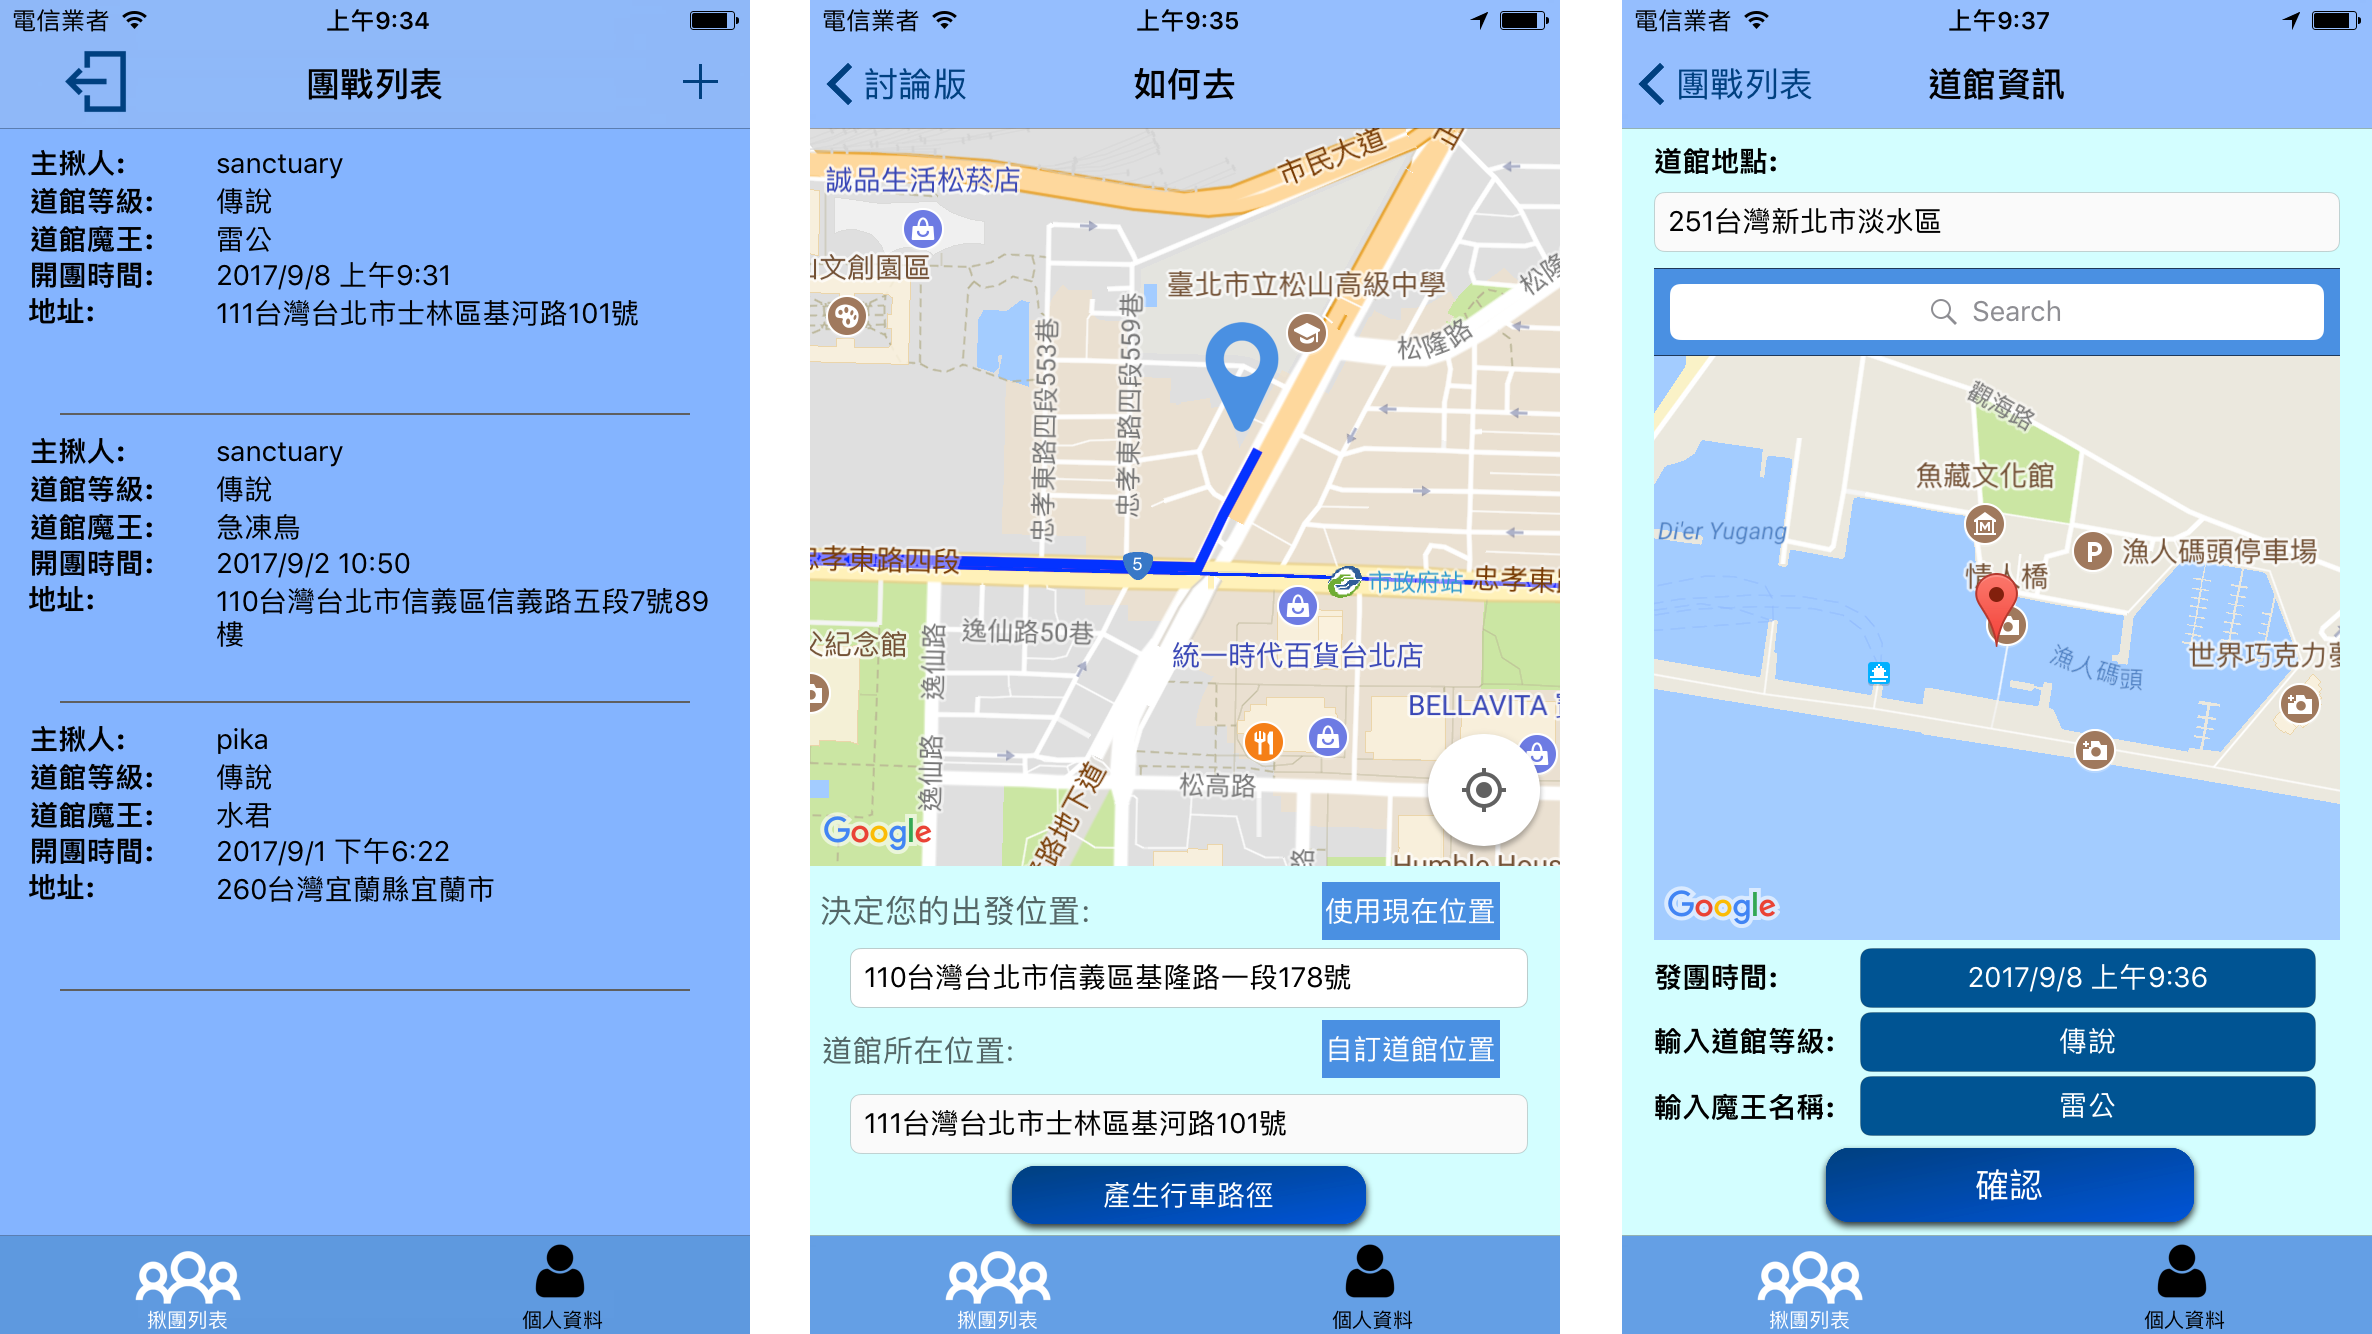 電信業者 上午9:34
團戰列表
主揪人: sanctuary
道館等級: 傳說
道館魔王: 雷公
開團時間: 2017/9/8 上午9:31
地址: 111台灣台北市士林區基河路101號
主揪人: sanctuary
道館等級: 傳說
道館魔王: 急凍鳥
開團時間: 2017/9/2 10:50
地址: 110台灣台北市信義區信義路五段7號89
樓
主揪人: pika
道館等級: 傳說
道館魔王: 水君
開團時間: 2017/9/1 下午6:22
地址: 260台灣宜蘭縣宜蘭市
揪團列表 個人資料
電信業者 上午9:35
討論版 如何去
市民大道
誠品生活松菸店
文創園區
臺北市立松山高級中學
松隆
松隆路
忠孝東路四段553巷
忠孝東路四段559巷
孝東路四段
5
市政府站
忠孝東
逸仙路50巷
紀念館
逸仙路
統一時代百貨台北店
BELLAVITA
逸仙路
松高路
路地下道
路
Google
Humble Hous
決定您的出發位置: 使用現在位置
110台灣台北市信義區基隆路一段178號
道館所在位置: 自訂道館位置
111台灣台北市士林區基河路101號
產生行車路徑
揪團列表 個人資料
電信業者 上午9:37
團戰列表 道館資訊
道館地點:
251台灣新北市淡水區
Search
觀海路
魚藏文化館
Di'er Yugang
P 漁人碼頭停車場
情人橋
漁人碼頭
世界巧克力夢
Google
發團時間: 2017/9/8 上午9:36
輸入道館等級: 傳說
輸入魔王名稱: 雷公
確認
揪團列表 個人資料